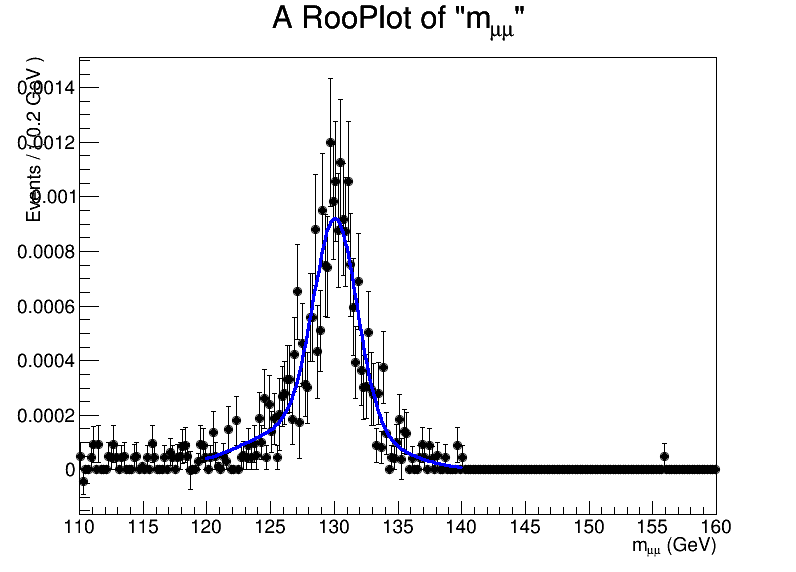 A RooPlot of "mμμ"
Events / ( 0.2 GeV )
0.0014
0.0012
0.001
0.0008
0.0006
0.0004
0.0002
0
110 115 120 125 130 135 140 145 150 155 160
mμμ (GeV)